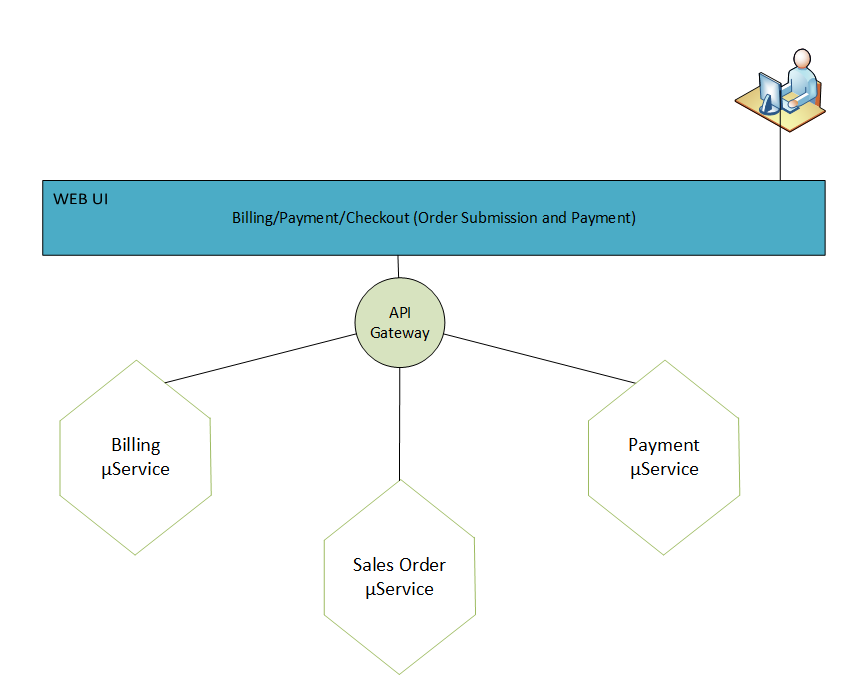 WEB UI
Billing/Payment/Checkout (Order Submission and Payment)
API
Gateway
Billing
µService
Payment
µService
Sales Order
µService